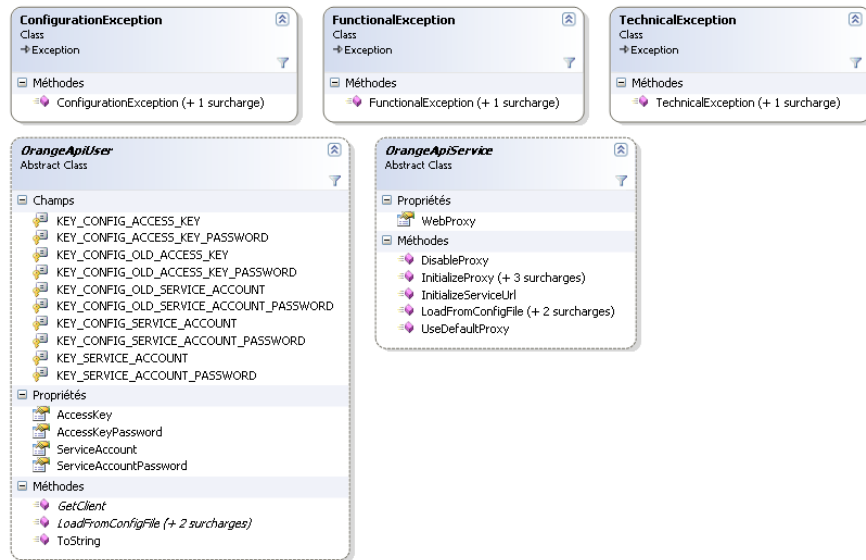 ConfigurationException
Class
Exception
Méthodes
ConfigurationException (+ 1 surcharge)
FunctionalException
Class
Exception
Méthodes
FunctionalException (+ 1 surcharge)
TechnicalException
Class
Exception
Méthodes
TechnicalException (+ 1 surcharge)
OrangeApiUser
Abstract Class
Champs
KEY_CONFIG_ACCESS_KEY
KEY_CONFIG_ACCESS_KEY_PASSWORD
KEY_CONFIG_OLD_ACCESS_KEY
KEY_CONFIG_OLD_ACCESS_KEY_PASSWORD
KEY_CONFIG_OLD_SERVICE_ACCOUNT
KEY_CONFIG_OLD_SERVICE_ACCOUNT_PASSWORD
KEY_CONFIG_SERVICE_ACCOUNT
KEY_CONFIG_SERVICE_ACCOUNT_PASSWORD
KEY_SERVICE_ACCOUNT
KEY_SERVICE_ACCOUNT_PASSWORD
Propriétés
AccessKey
AccessKeyPassword
ServiceAccount
ServiceAccountPassword
Méthodes
GetClient
LoadFromConfigFile (+ 2 surcharges)
ToString
OrangeApiService
Abstract Class
Propriétés
WebProxy
Méthodes
DisableProxy
InitializeProxy (+ 3 surcharges)
InitializeServiceUrl
LoadFromConfigFile (+ 2 surcharges)
UseDefaultProxy